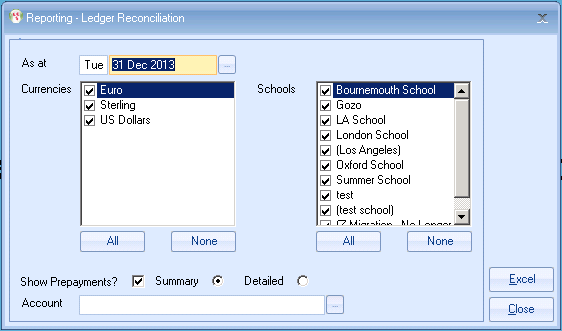 Reporting - Ledger Reconciliation
As at Tue 31 Dec 2013 ...
Currencies
Euro
Sterling
US Dollars
All None
Schools
Bournemouth School
Gozo
LA School
London School
(Los Angeles)
Oxford School
Summer School
test
(test school)
Migration - No Longer
All None
Show Prepayments? Summary Detailed
Account ...
Excel
Close